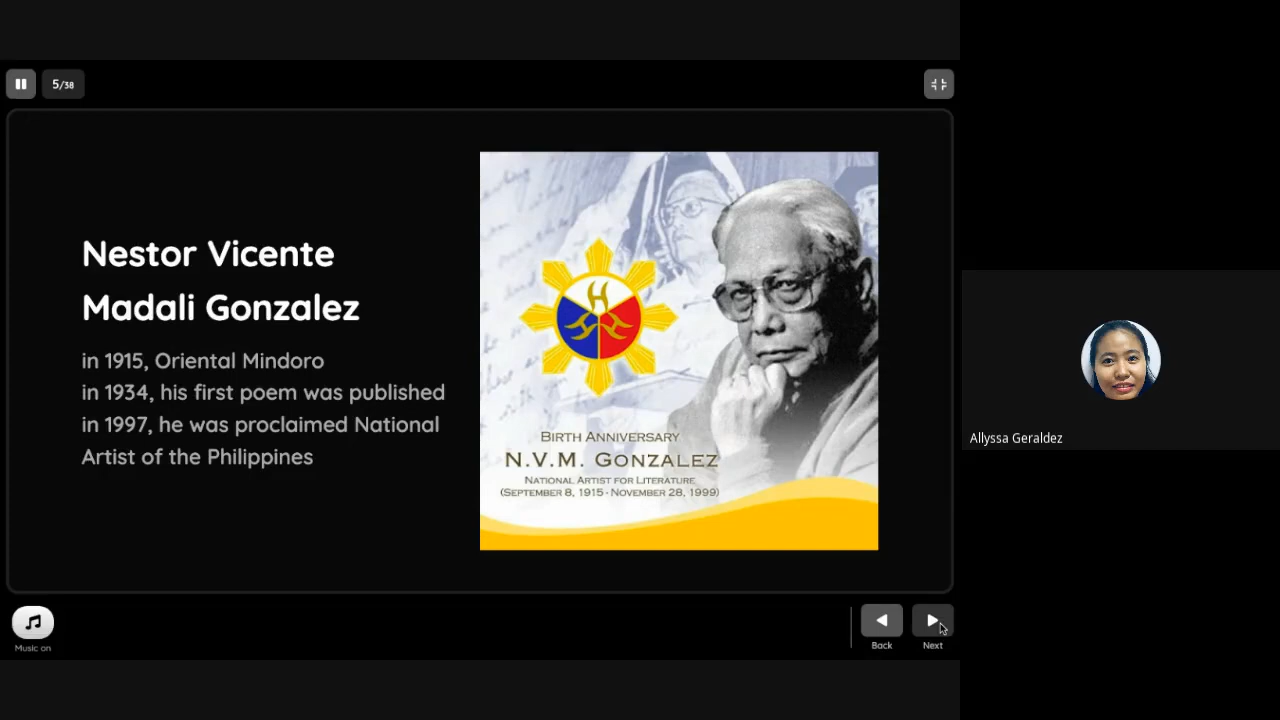 5/38
Nestor Vicente
Madali Gonzalez
in 1915, Oriental Mindoro
in 1934, his first poem was published
in 1997, he was proclaimed National
Artist of the Philippines
BIRTH ANNIVERSARY
N.V.M. GONZALEZ
NATIONAL ARTIST FOR LITERATURE
(SEPTEMBER 8, 1915 - NOVEMBER 28, 1999)
Allyssa Geraldez
Music on
Back
Next